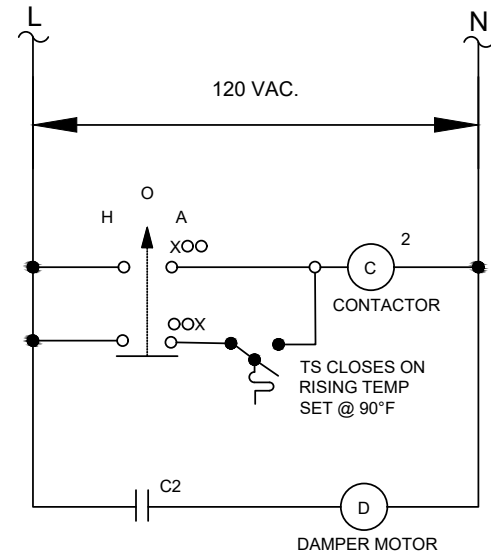 L
N
120 VAC.
O
H
A
XOO
2
C
CONTACTOR
OOX
TS CLOSES ON
RISING TEMP
SET @ 90°F
C2
D
DAMPER MOTOR